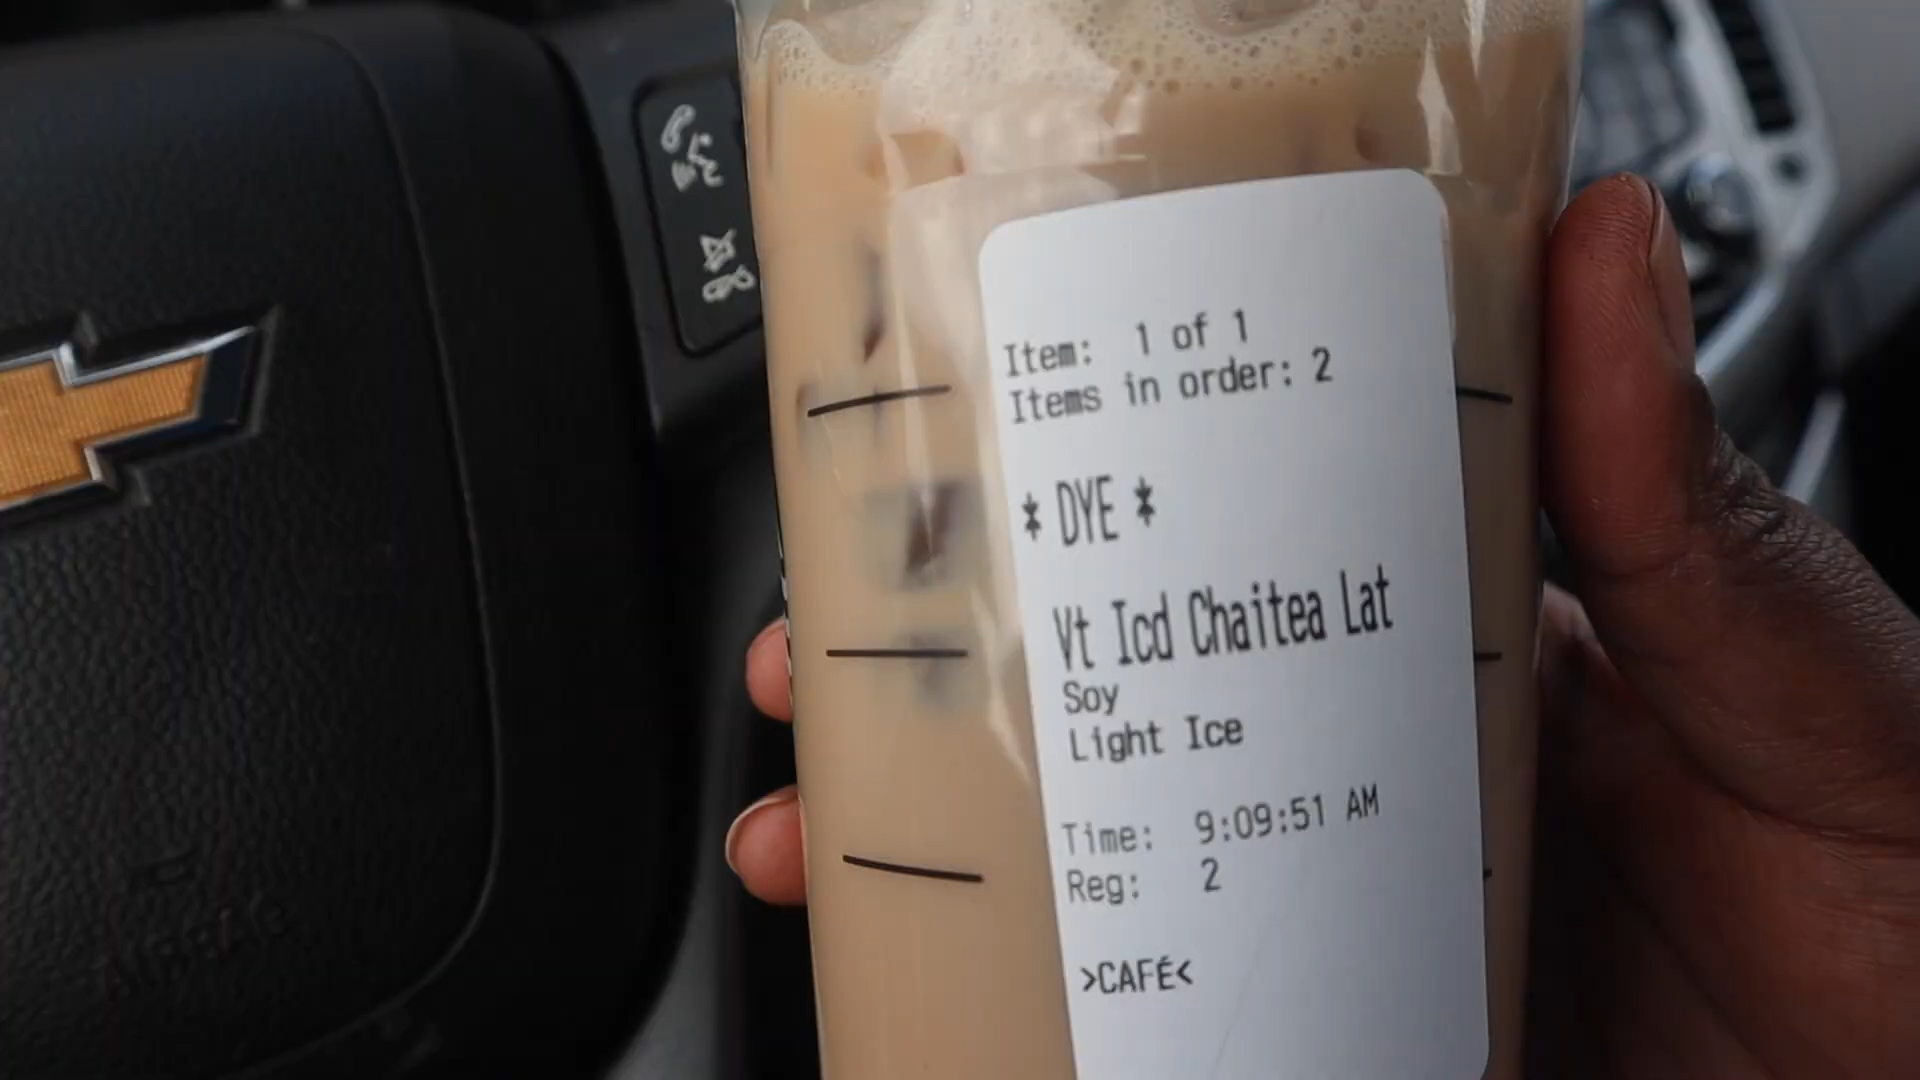 Item: 1 of 1
Items in order: 2
* DYE *
Vt Icd Chaitea Lat
Soy
Light Ice
Time: 9:09:51 AM
Reg: 2
>CAFÉ<
AIRBAG